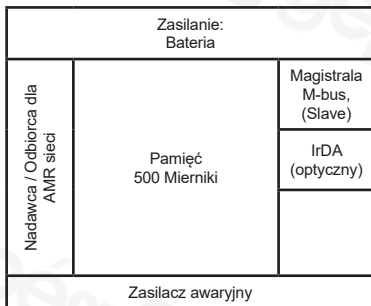 Zasilanie:
Bateria
Nadawca / Odbiorca dla
AMR sieci
Pamięć
500 Mierniki
Magistrala
M-bus,
(Slave)
IrDA
(optyczny)
Zasilacz awaryjny